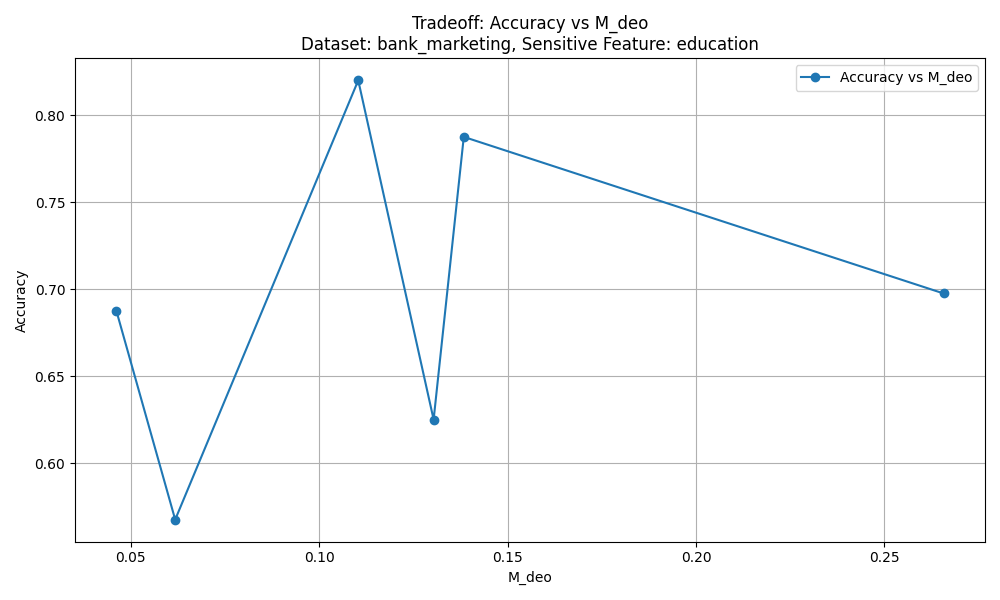 Tradeoff: Accuracy vs M_deo
Dataset: bank_marketing, Sensitive Feature: education
Accuracy vs M_deo
0.80
0.75
0.70
0.65
0.60
Accuracy
0.05 0.10 0.15 0.20 0.25
M_deo